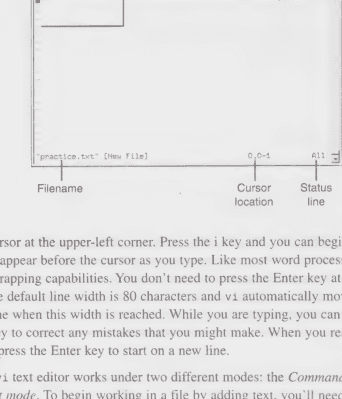 "practice.txt" [New File] 0,0-1 All
Filename Cursor location Status line
rsor at the upper-left corner. Press the i key and you can begi
appear before the cursor as you type. Like most word process
rapping capabilities. You don't need to press the Enter key at
e default line width is 80 characters and vi automatically mov
ne when this width is reached. While you are typing, you can
y to correct any mistakes that you might make. When you rea
press the Enter key to start on a new line.
vi text editor works under two different modes: the Command
t mode. To begin working in a file by adding text, you'll need